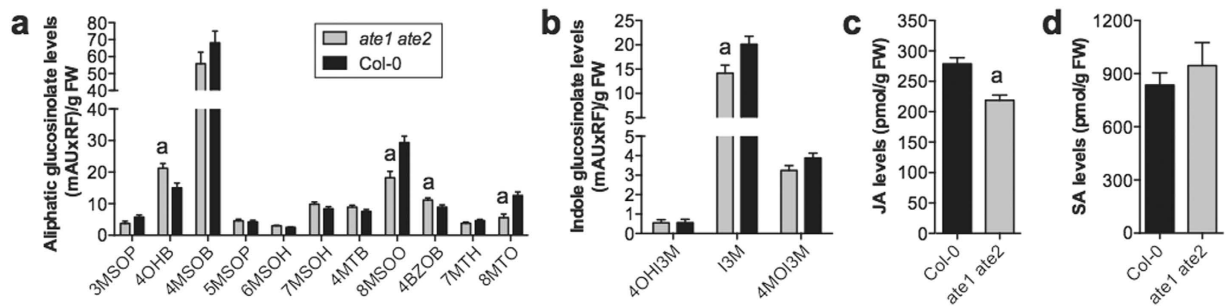 a
Aliphatic glucosinolate levels
(mAUxRF)/g FW
80
70
60
50
40
30
20
10
0
ate1 ate2
Col-0
a
a
a
a
3MSOP
4OHB
4MSOB
5MSOP
6MSOH
7MSOH
4MTB
8MSOO
4BZOB
7MTH
8MTO
b
Indole glucosinolate levels
(mAUxRF)/g FW
25
20
15
10
5
6
4
2
1
0
a
4OHI3M
I3M
4MOI3M
c
JA levels (pmol/g FW)
350
300
250
200
150
100
50
0
a
Col-0
ate1 ate2
d
SA levels (pmol/g FW)
1200
900
600
300
0
Col-0
ate1 ate2